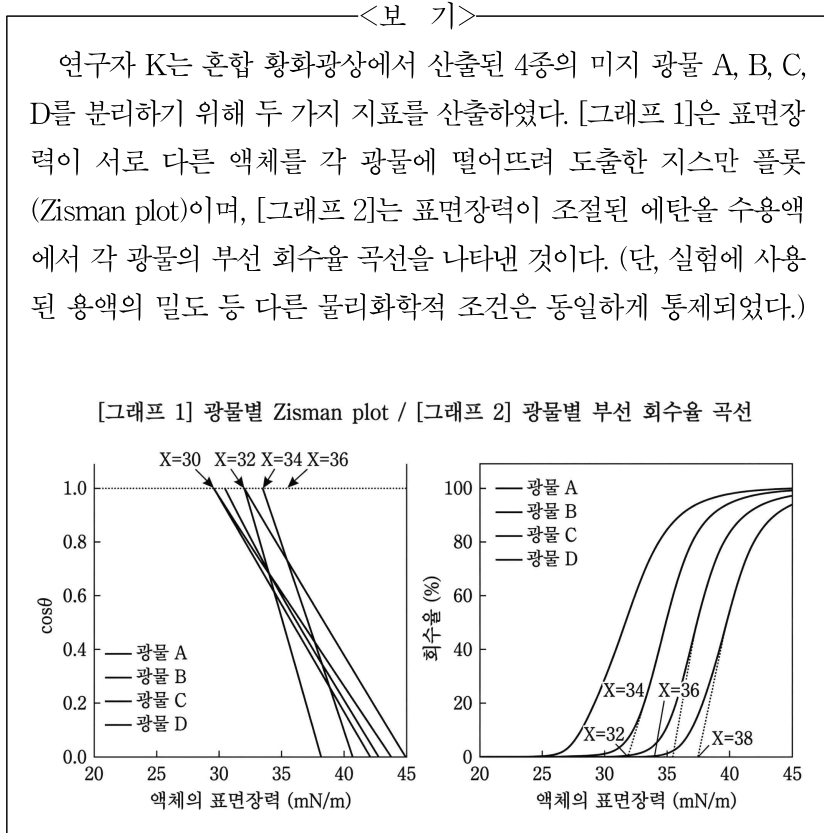 <보 기>
연구자 K는 혼합 황화광상에서 산출된 4종의 미지 광물 A, B, C,
D를 분리하기 위해 두 가지 지표를 산출하였다. [그래프 1]은 표면장
력이 서로 다른 액체를 각 광물에 떨어뜨려 도출한 지스만 플롯
(Zisman plot)이며, [그래프 2]는 표면장력이 조절된 에탄올 수용액
에서 각 광물의 부선 회수율 곡선을 나타낸 것이다. (단, 실험에 사용
된 용액의 밀도 등 다른 물리화학적 조건은 동일하게 통제되었다.)
[그래프 1] 광물별 Zisman plot / [그래프 2] 광물별 부선 회수율 곡선
X=30 X=32 X=34 X=36
1.0
0.8
0.6
0.4
0.2
0.0
cosθ
광물 A
광물 B
광물 C
광물 D
20 25 30 35 40 45
액체의 표면장력 (mN/m)
100
80
60
40
20
0
회수율 (%)
광물 A
광물 B
광물 C
광물 D
X=34 X=36
X=32 X=38
20 25 30 35 40 45
액체의 표면장력 (mN/m)